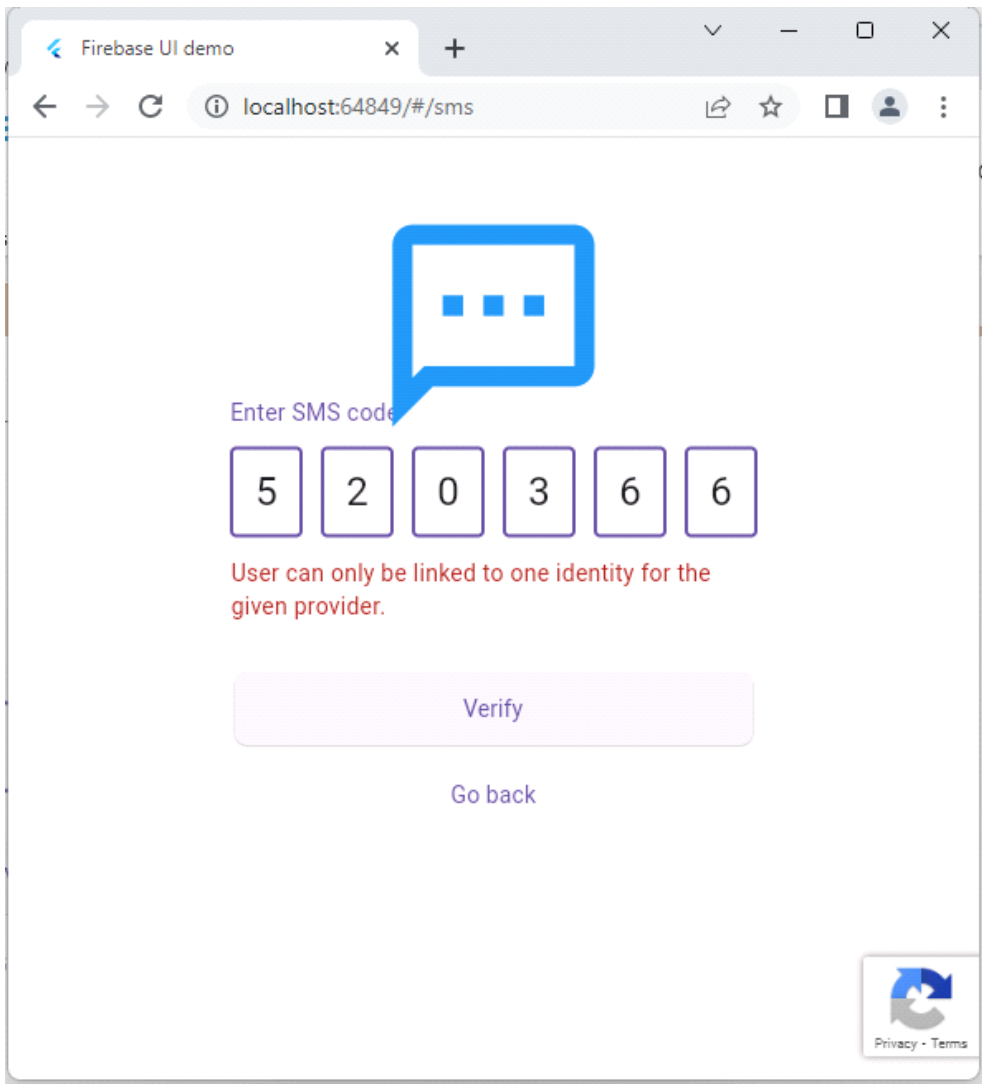 Firebase UI demo
localhost:64849/#/sms
Enter SMS code
5 2 0 3 6 6
User can only be linked to one identity for the
given provider.
Verify
Go back
Privacy - Terms